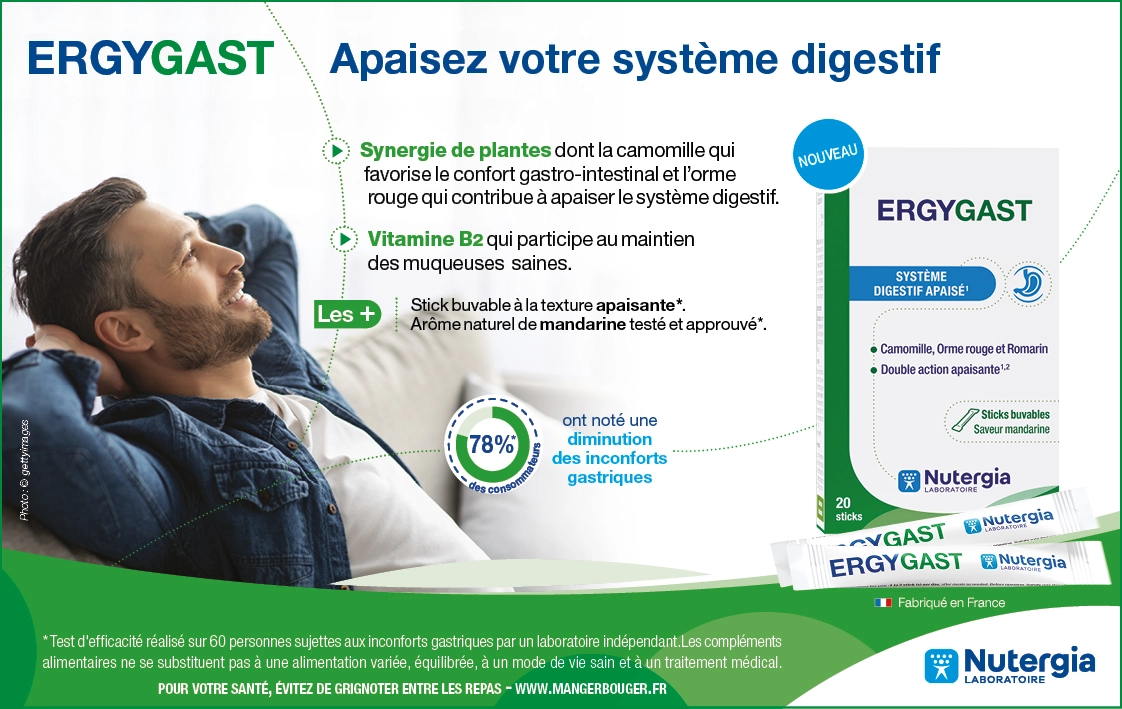 ERGYGAST
Apaisez votre système digestif
Synergie de plantes dont la camomille qui
favorise le confort gastro-intestinal et l'orme
rouge qui contribue à apaiser le système digestif.
Vitamine B2 qui participe au maintien
des muqueuses saines.
Les +
Stick buvable à la texture apaisante*.
Arôme naturel de mandarine testé et approuvé*.
78%*
des consommateurs
ont noté une
diminution
des inconforts
gastriques
NOUVEAU
ERGYGAST
SYSTÈME
DIGESTIF APAISÉ¹
Camomille, Orme rouge et Romarin
Double action apaisante¹,²
Sticks buvables
Saveur mandarine
Nutergia
LABORATOIRE
20
sticks
ERGYGAST Nutergia
LABORATOIRE
ERGYGAST Nutergia
LABORATOIRE
Fabriqué en France
Photo : © gettyimages
*Test d'efficacité réalisé sur 60 personnes sujettes aux inconforts gastriques par un laboratoire indépendant.Les compléments
alimentaires ne se substituent pas à une alimentation variée, équilibrée, à un mode de vie sain et à un traitement médical.
POUR VOTRE SANTÉ, ÉVITEZ DE GRIGNOTER ENTRE LES REPAS – WWW.MANGERBOUGER.FR
Nutergia
LABORATOIRE